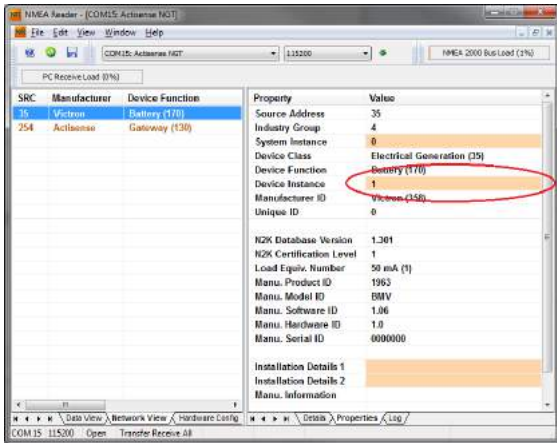 NMEA Reader - [COM15: Actisense NGT]
File Edit View Window Help
COM15: Actisense NGT 115200 NMEA 2000 Bus Load (1%)
PC Receive Load (0%)
SRC Manufacturer Device Function
35 Victron Battery (170)
254 Actisense Gateway (130)
Property Value
Source Address 35
Industry Group 4
System Instance 0
Device Class Electrical Generation (35)
Device Function Battery (170)
Device Instance 1
Manufacturer ID Victron (358)
Unique ID 0
N2K Database Version 1.301
N2K Certification Level 1
Load Equiv. Number 50 mA (1)
Manu. Product ID 1963
Manu. Model ID BMV
Manu. Software ID 1.06
Manu. Hardware ID 1.0
Manu. Serial ID 0000000
Installation Details 1
Installation Details 2
Manu. Information
Data View Network View Hardware Config Details Properties Log
COM 15 115200 Open Transfer Receive All